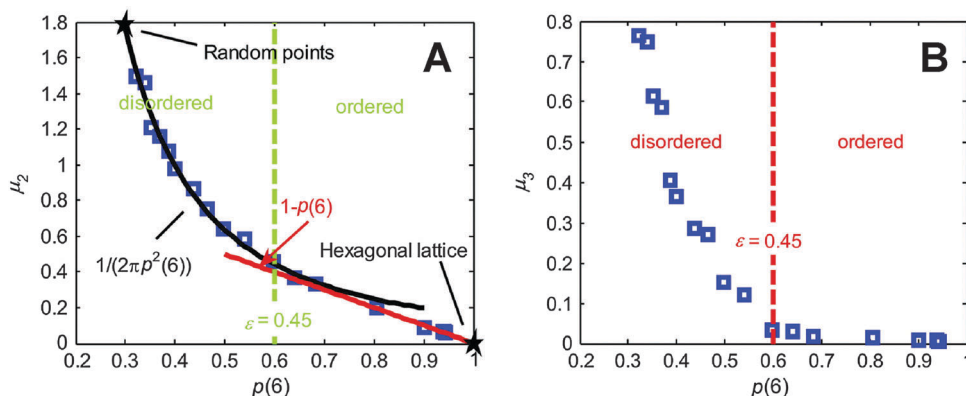 A
1.8
1.6
1.4
1.2
1
0.8
0.6
0.4
0.2
0
μ2
Random points
disordered
ordered
1-p(6)
Hexagonal lattice
1/(2πp²(6))
ε = 0.45
0.2 0.3 0.4 0.5 0.6 0.7 0.8 0.9 1
p(6)
B
0.8
0.7
0.6
0.5
0.4
0.3
0.2
0.1
0
μ3
disordered
ordered
ε = 0.45
0.2 0.3 0.4 0.5 0.6 0.7 0.8 0.9 1
p(6)